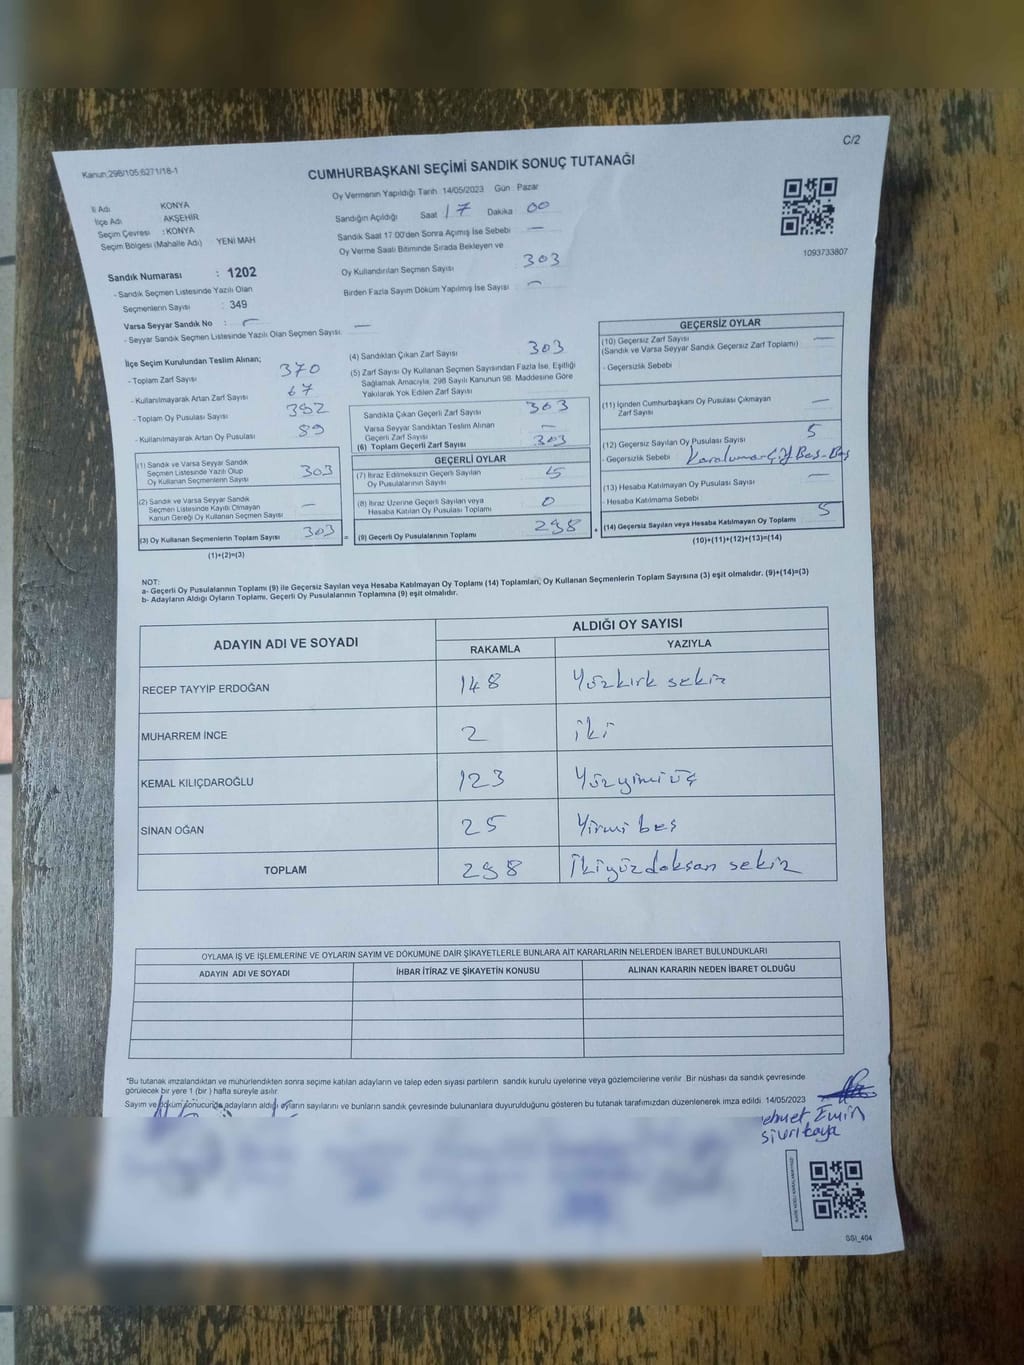 C/2
Kanun;298/105;6271/18-1
CUMHURBAŞKANI SEÇİMİ SANDIK SONUÇ TUTANAĞI
Oy Vermenin Yapıldığı Tarih : 14/05/2023 Gün : Pazar
İl Adı : KONYA
İlçe Adı : AKŞEHİR
Seçim Çevresi : KONYA
Seçim Bölgesi (Mahalle Adı) YENİ MAH
Sandığın Açıldığı Saat 17 Dakika 00
Sandık Saat 17.00'den Sonra Açımış İse Sebebi —
Oy Verme Saati Bitiminde Sırada Bekleyen ve
Oy Kullandırılan Seçmen Sayısı 303
Birden Fazla Sayım Döküm Yapılmış İse Sayısı —
1093733807
Sandık Numarası : 1202
- Sandık Seçmen Listesinde Yazılı Olan
Seçmenlerin Sayısı : 349
Varsa Seyyar Sandık No : —
- Seyyar Sandık Seçmen Listesinde Yazılı Olan Seçmen Sayısı: —
İlçe Seçim Kurulundan Teslim Alınan;
- Toplam Zarf Sayısı 370
- Kullanılmayarak Artan Zarf Sayısı 67
- Toplam Oy Pusulası Sayısı 382
- Kullanılmayarak Artan Oy Pusulası
(1) Sandık ve Varsa Seyyar Sandık
Seçmen Listesinde Yazılı Olup
Oy Kullanan Seçmenlerin Sayısı 303
(2) Sandık ve Varsa Seyyar Sandık
Seçmen Listesinde Kayıtlı Olmayan
Kanun Gereği Oy Kullanan Seçmen Sayısı —
(3) Oy Kullanan Seçmenlerin Toplam Sayısı 303 =
(1)+(2)=(3)
(4) Sandıktan Çıkan Zarf Sayısı 303
(5) Zarf Sayısı Oy Kullanan Seçmen Sayısından Fazla İse, Eşitliği
Sağlamak Amacıyla, 298 Sayılı Kanunun 98. Maddesine Göre
Yakılarak Yok Edilen Zarf Sayısı
Sandıkla Çıkan Geçerli Zarf Sayısı 303
Varsa Seyyar Sandıktan Teslim Alınan
Geçerli Zarf Sayısı —
(6) Toplam Geçerli Zarf Sayısı 303
GEÇERLİ OYLAR
(7) İtiraz Edilmeksizin Geçerli Sayılan
Oy Pusulalarının Sayısı
(8) İtiraz Üzerine Geçerli Sayılan veya
Hesaba Katılan Oy Pusulası Toplamı 0
(9) Geçerli Oy Pusulalarının Toplamı 298 +
GEÇERSİZ OYLAR
(10) Geçersiz Zarf Sayısı
(Sandık ve Varsa Seyyar Sandık Geçersiz Zarf Toplamı) —
- Geçersizlik Sebebi
(11) İçinden Cumhurbaşkanı Oy Pusulası Çıkmayan
Zarf Sayısı —
(12) Geçersiz Sayılan Oy Pusulası Sayısı 5
- Geçersizlik Sebebi Karalama-Çift Bas-Boş
(13) Hesaba Katılmayan Oy Pusulası Sayısı —
- Hesaba Katılmama Sebebi
(14) Geçersiz Sayılan veya Hesaba Katılmayan Oy Toplamı 5
(10)+(11)+(12)+(13)=(14)
NOT:
a- Geçerli Oy Pusulalarının Toplamı (9) ile Geçersiz Sayılan veya Hesaba Katılmayan Oy Toplamı (14) Toplamları, Oy Kullanan Seçmenlerin Toplam Sayısına (3) eşit olmalıdır. (9)+(14)=(3)
b- Adayların Aldığı Oyların Toplamı, Geçerli Oy Pusulalarının Toplamına (9) eşit olmalıdır.
ADAYIN ADI VE SOYADI ALDIĞI OY SAYISI
RAKAMLA YAZIYLA
RECEP TAYYİP ERDOĞAN 148 Yüzkırk sekiz
MUHARREM İNCE 2 iki
KEMAL KILIÇDAROĞLU 123 Yüzyirmi üç
SİNAN OĞAN 25 Yirmi beş
TOPLAM 298 İkiyüzdoksan sekiz
OYLAMA İŞ VE İŞLEMLERİNE VE OYLARIN SAYIM VE DÖKÜMÜNE DAİR ŞİKAYETLERLE BUNLARA AİT KARARLARIN NELERDEN İBARET BULUNDUKLARI
ADAYIN ADI VE SOYADI İHBAR İTİRAZ VE ŞİKAYETİN KONUSU ALINAN KARARIN NEDEN İBARET OLDUĞU
*Bu tutanak imzalandıktan ve mühürlendikten sonra seçime katılan adayların ve talep eden siyasi partilerin sandık kurulu üyelerine veya gözlemcilerine verilir. Bir nüshası da sandık çevresinde
görülecek bir yere 1 (bir) hafta süreyle asılır.
Sayım ve döküm sonucunda adayların aldığı oyların sayılarını ve bunların sandık çevresinde bulunanlara duyurulduğunu gösteren bu tutanak tarafımızdan düzenlenerek imza edildi. 14/05/2023
ehmet Emin
Sivrikaya
SSI_404